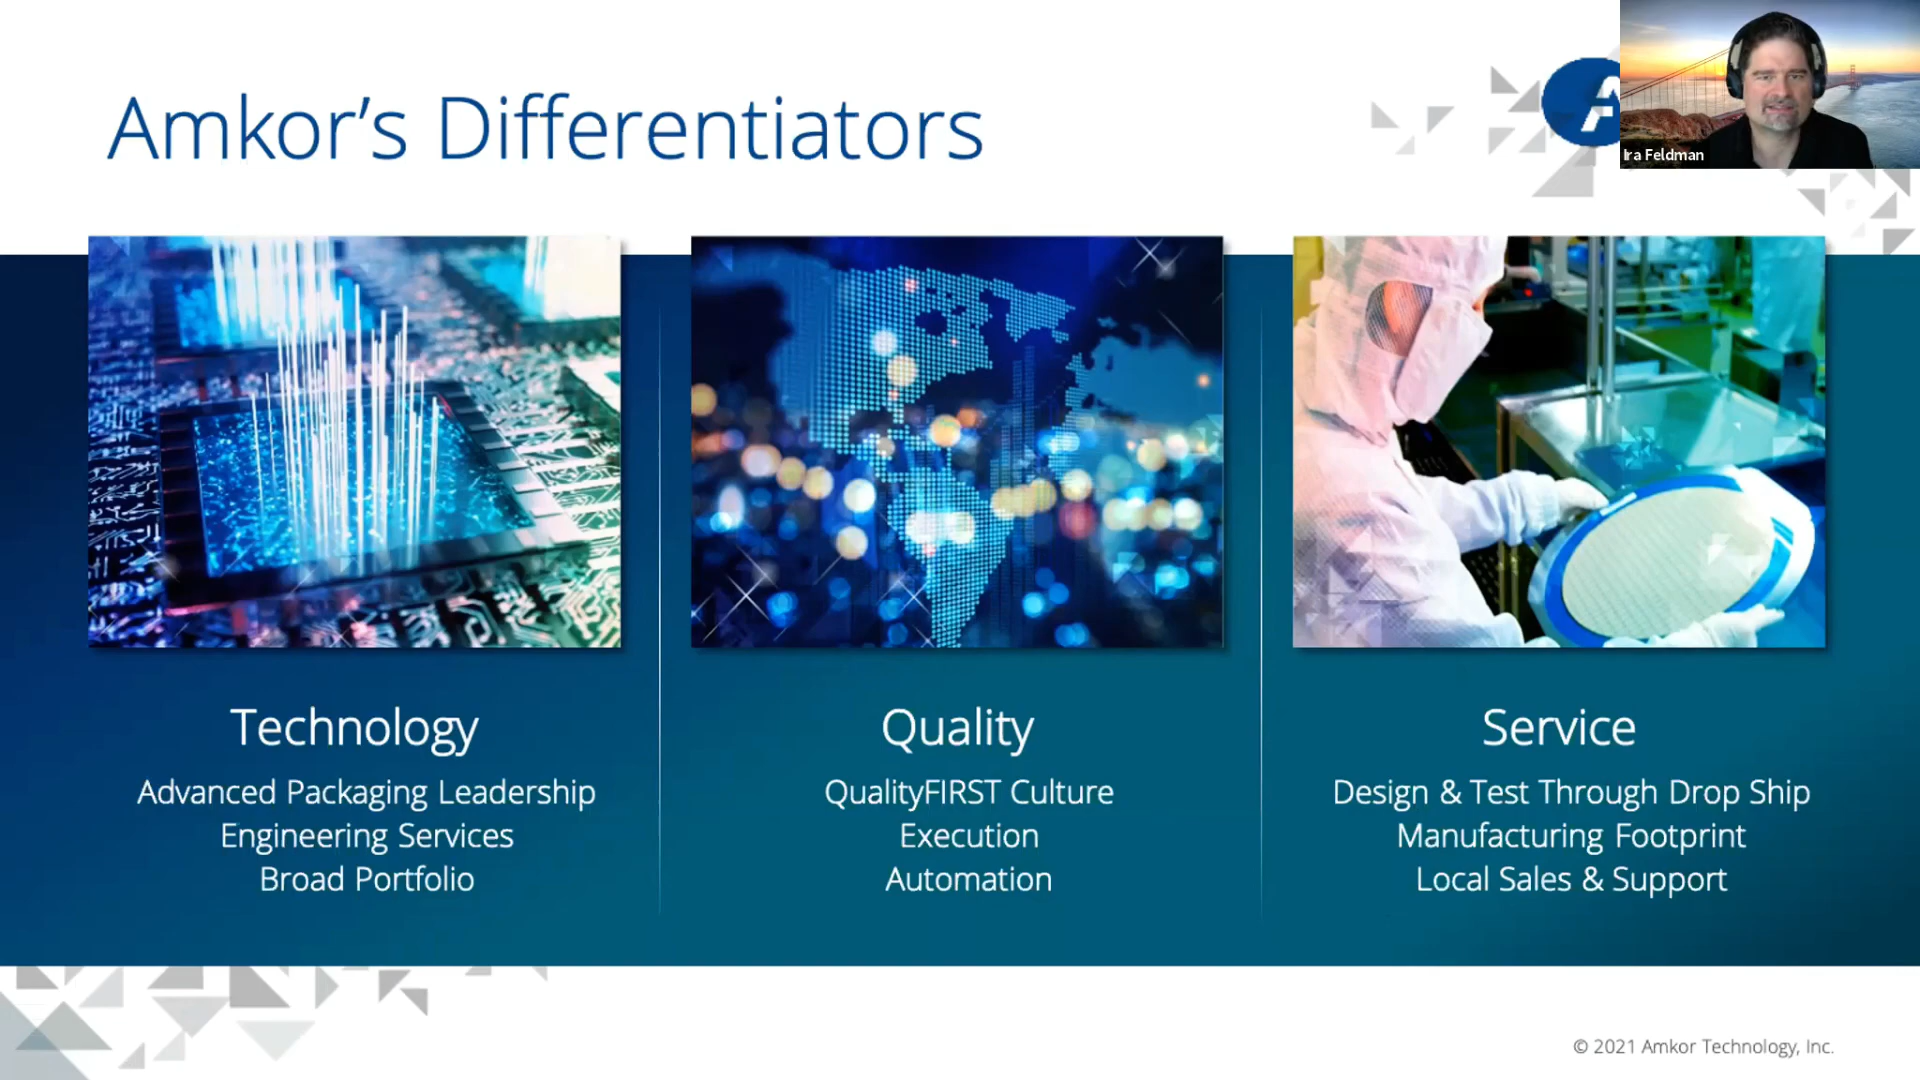 Amkor's Differentiators
Ira Feldman
Technology
Advanced Packaging Leadership
Engineering Services
Broad Portfolio
Quality
QualityFIRST Culture
Execution
Automation
Service
Design & Test Through Drop Ship
Manufacturing Footprint
Local Sales & Support
© 2021 Amkor Technology, Inc.